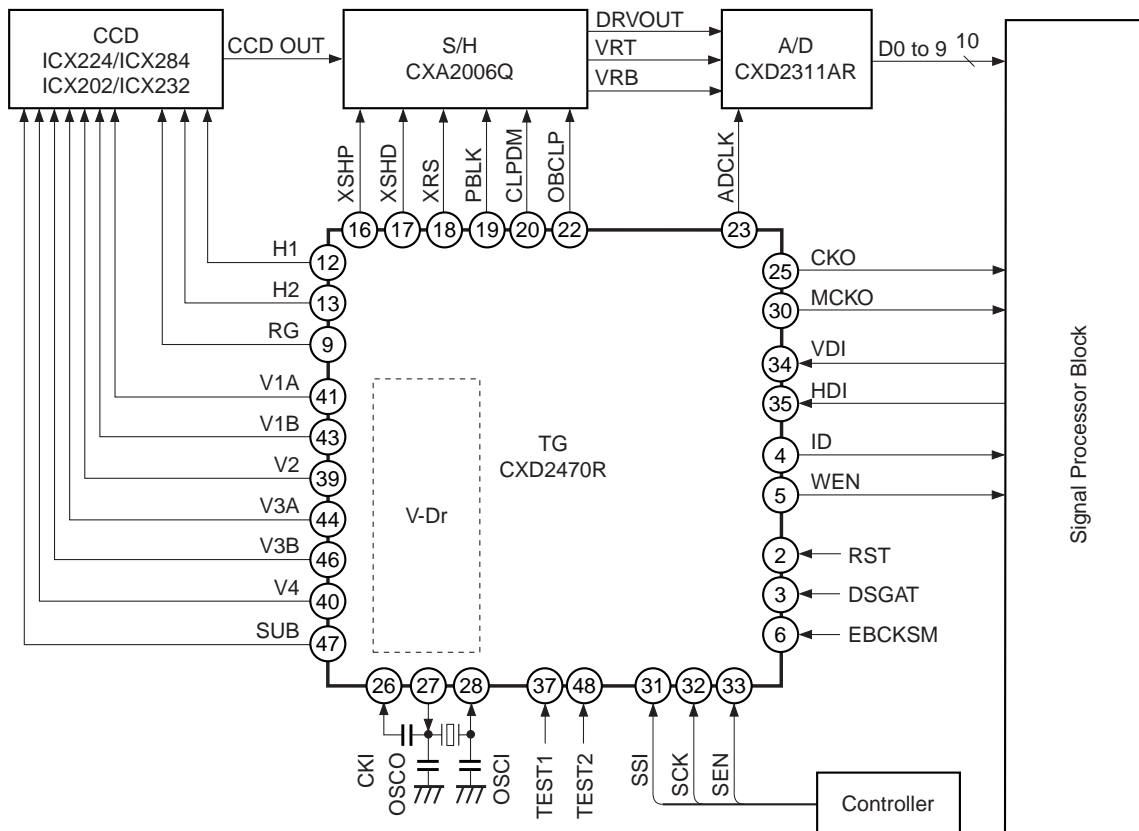 CCD
ICX224/ICX284
ICX202/ICX232
CCD OUT
S/H
CXA2006Q
DRVOUT
VRT
VRB
A/D
CXD2311AR
D0 to 9
10
XSHP
XSHD
XRS
PBLK
CLPDM
OBCLP
ADCLK
16
17
18
19
20
22
23
H1
12
H2
13
RG
9
V1A
41
V1B
43
V2
39
V3A
44
V3B
46
V4
40
SUB
47
V-Dr
TG
CXD2470R
25
CKO
30
MCKO
34
VDI
35
HDI
4
ID
5
WEN
2
RST
3
DSGAT
6
EBCKSM
Signal Processor Block
26
27
28
37
48
31
32
33
CKI
OSCO
OSCI
TEST1
TEST2
SSI
SCK
SEN
Controller